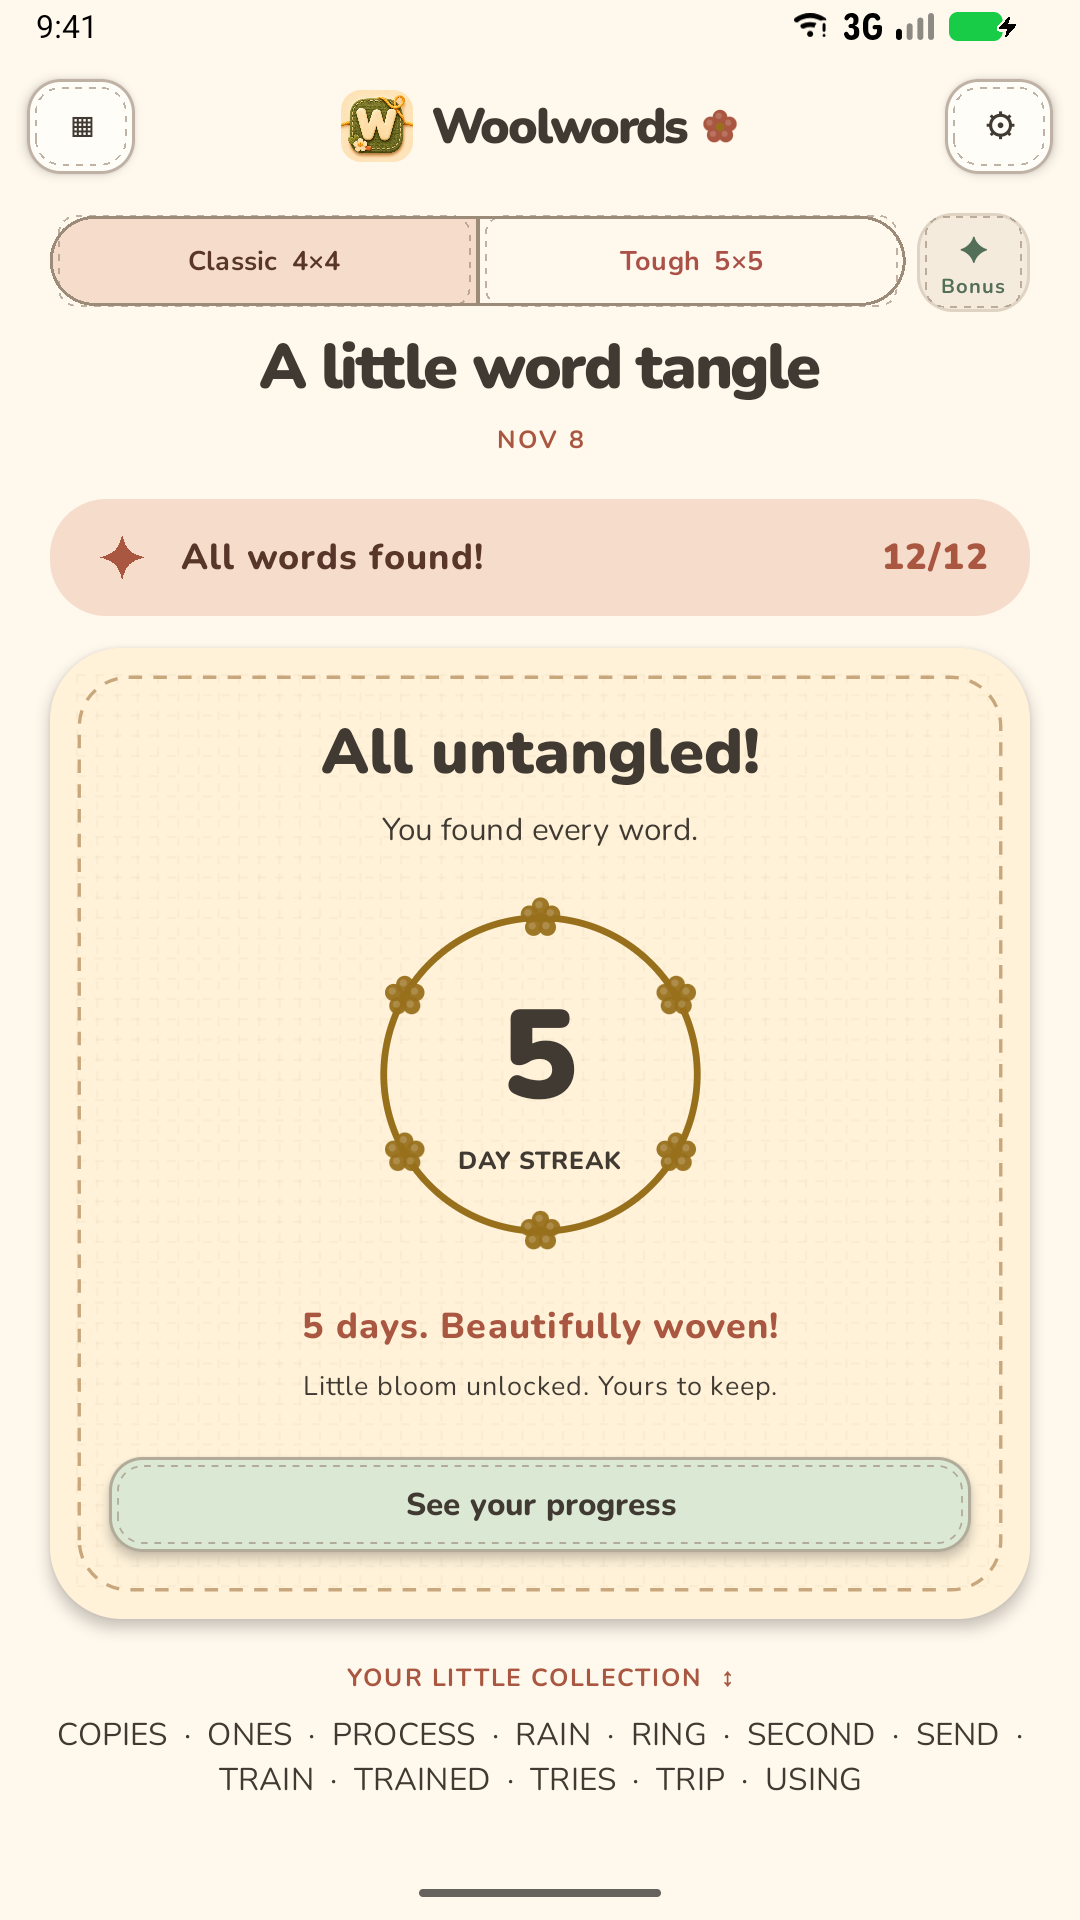 9:41
3G
W
Woolwords
Classic 4×4
Tough 5×5
Bonus
A little word tangle
NOV 8
All words found!
12/12
All untangled!
You found every word.
5
DAY STREAK
5 days. Beautifully woven!
Little bloom unlocked. Yours to keep.
See your progress
YOUR LITTLE COLLECTION ↕
COPIES · ONES · PROCESS · RAIN · RING · SECOND · SEND ·
TRAIN · TRAINED · TRIES · TRIP · USING